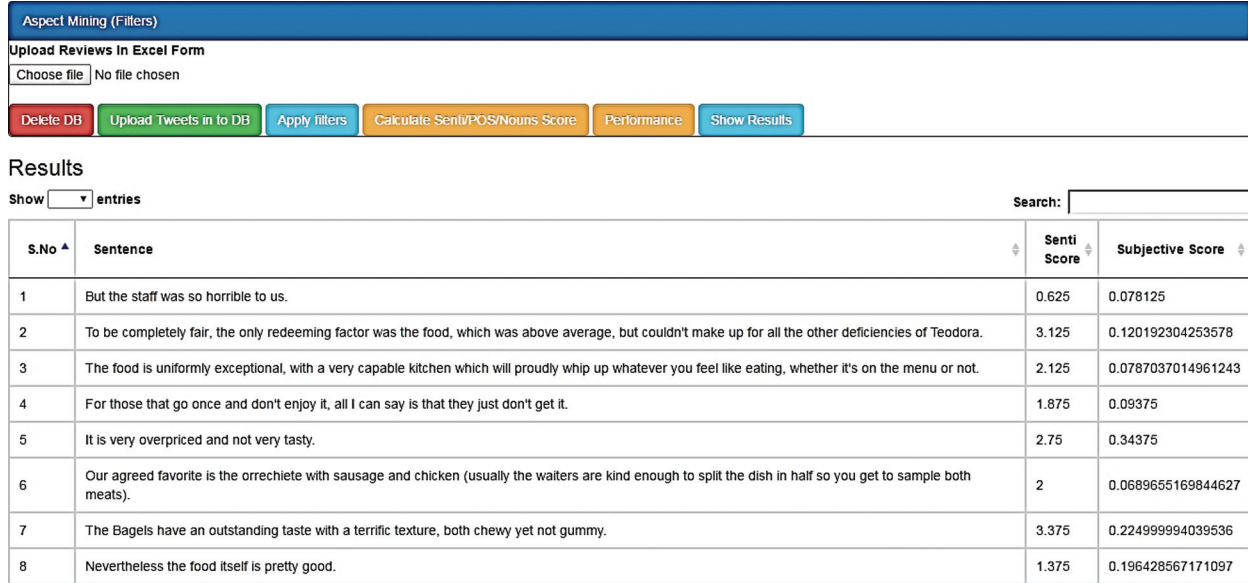 Aspect Mining (Filters)
Upload Reviews In Excel Form
Choose file No file chosen
Delete DB Upload Tweets in to DB Apply filters Calculate Senti/POS/Nouns Score Performance Show Results
Results
Show entries Search:
S.No Sentence Senti Score Subjective Score
1 But the staff was so horrible to us. 0.625 0.078125
2 To be completely fair, the only redeeming factor was the food, which was above average, but couldn't make up for all the other deficiencies of Teodora. 3.125 0.120192304253578
3 The food is uniformly exceptional, with a very capable kitchen which will proudly whip up whatever you feel like eating, whether it's on the menu or not. 2.125 0.0787037014961243
4 For those that go once and don't enjoy it, all I can say is that they just don't get it. 1.875 0.09375
5 It is very overpriced and not very tasty. 2.75 0.34375
6 Our agreed favorite is the orrechiete with sausage and chicken (usually the waiters are kind enough to split the dish in half so you get to sample both
meats). 2 0.0689655169844627
7 The Bagels have an outstanding taste with a terrific texture, both chewy yet not gummy. 3.375 0.224999994039536
8 Nevertheless the food itself is pretty good. 1.375 0.196428567171097